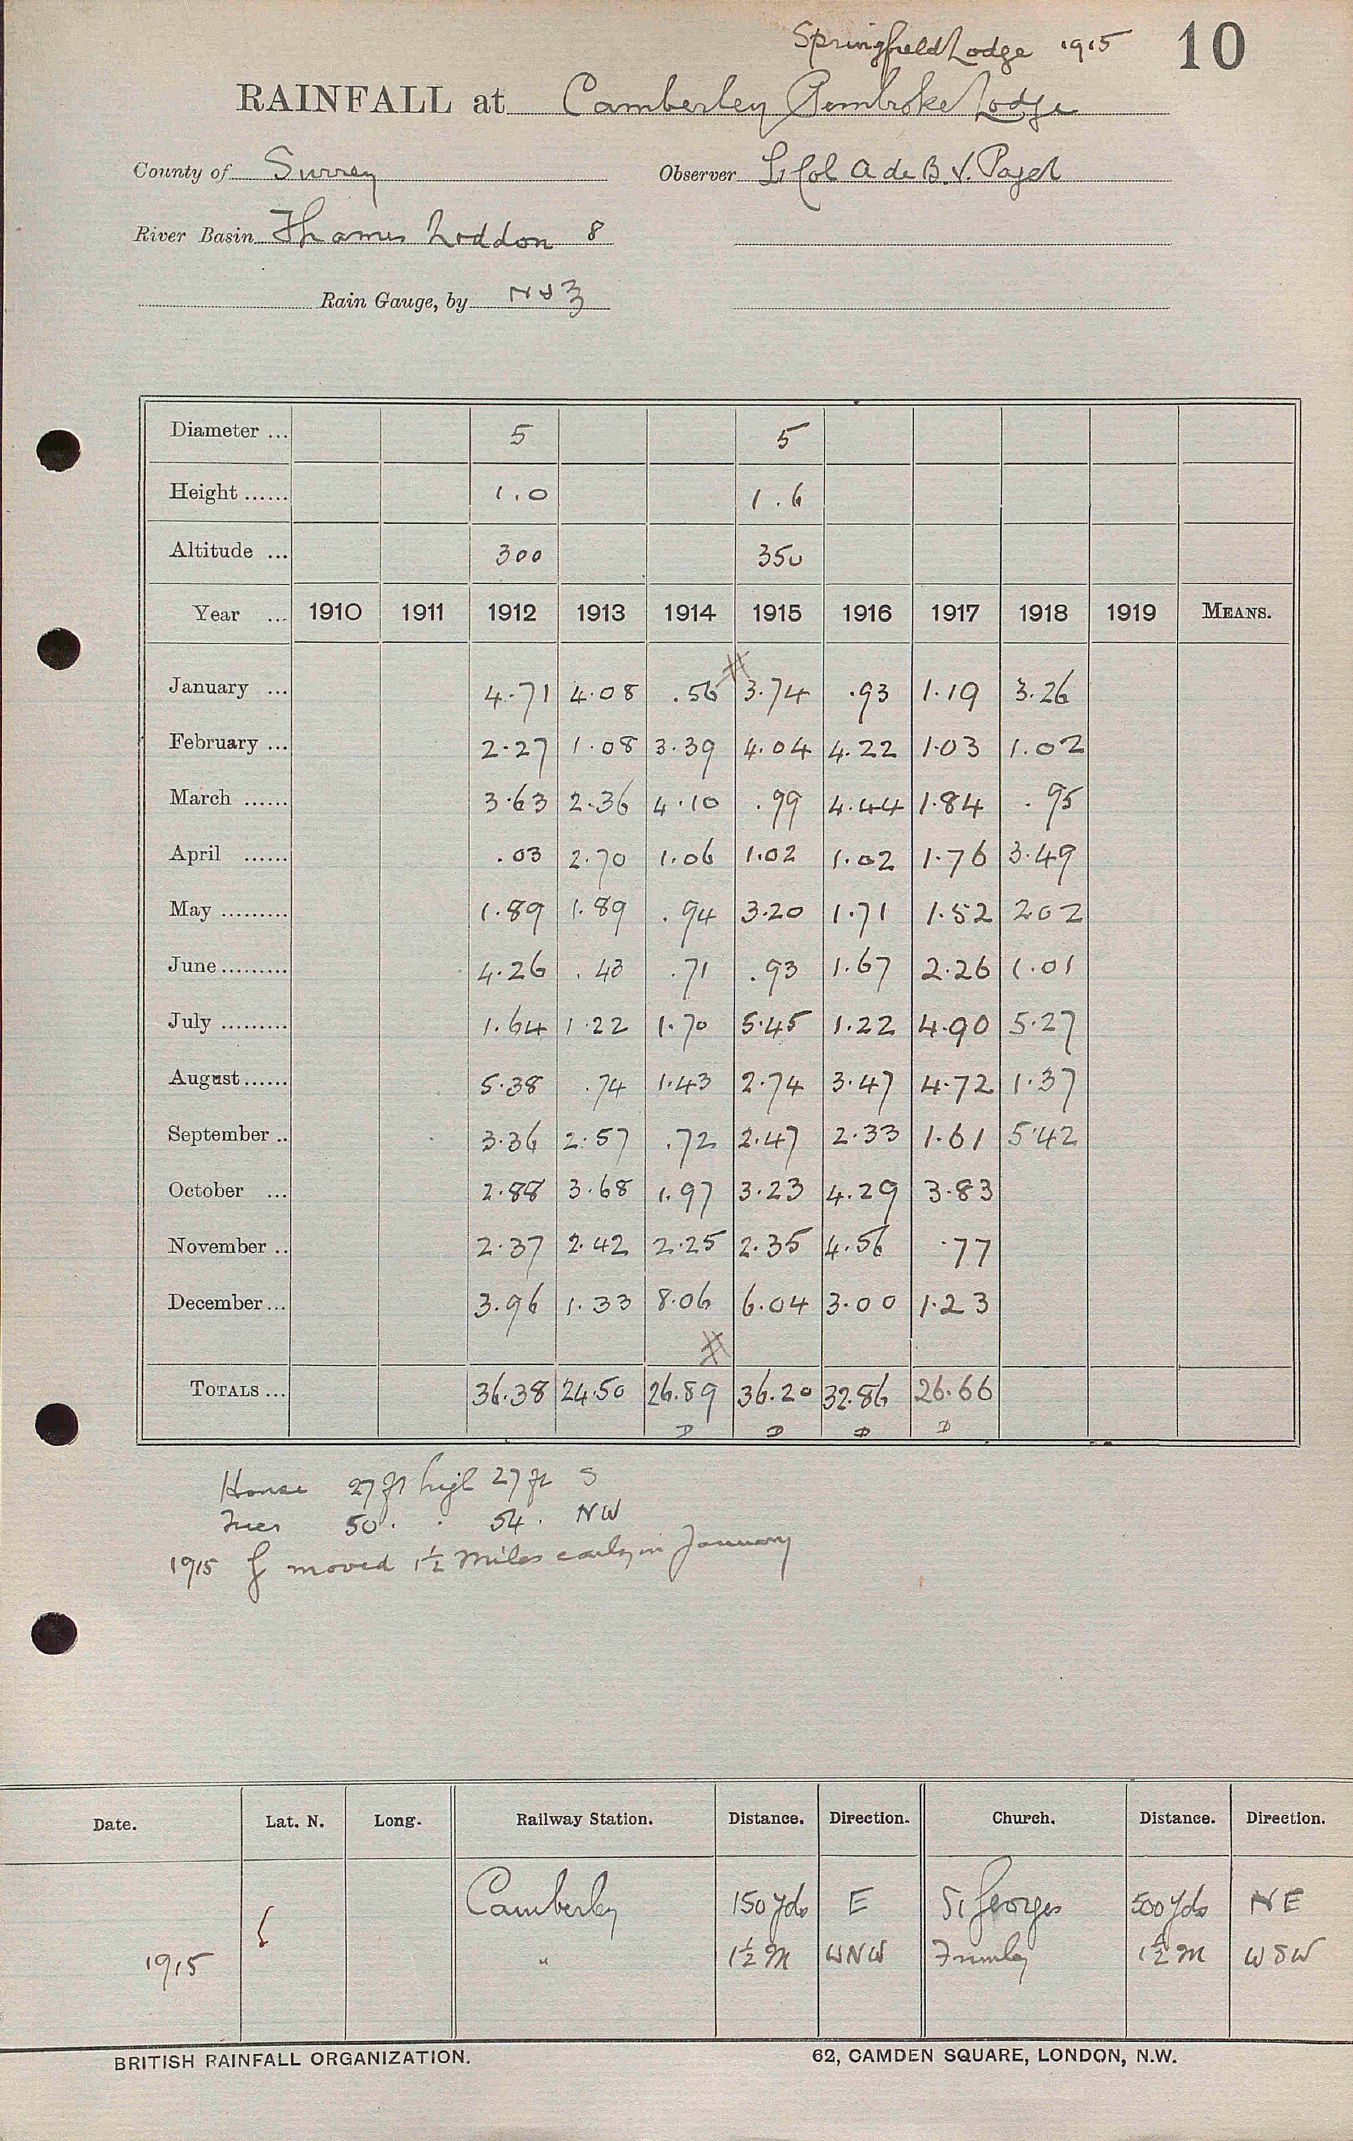 Springfield Lodge 1915 10
RAINFALL at Camberley Pembroke Lodge
County of Surrey Observer Lt Col A de B. V. Paget
River Basin Thames Loddon 8
Rain Gauge, by N & Z
Diameter ... 5 5
Height ...... 1.0 1.6
Altitude ... 300 350
Year ... 1910 1911 1912 1913 1914 1915 1916 1917 1918 1919 MEANS.
January ... 4.71 4.08 .56 # 3.74 .93 1.19 3.26
February ... 2.27 1.08 3.39 4.04 4.22 1.03 1.02
March ...... 3.63 2.36 4.10 .99 4.44 1.84 .95
April ...... .03 2.70 1.06 1.02 1.02 1.76 3.49
May ......... 1.89 1.89 .94 3.20 1.71 1.52 2.02
June ......... 4.26 .43 .71 .93 1.67 2.26 1.01
July ......... 1.64 1.22 1.70 5.45 1.22 4.90 5.27
August ...... 5.38 .74 1.43 2.74 3.47 4.72 1.37
September .. 3.36 2.57 .72 2.47 2.33 1.61 5.42
October ... 2.88 3.68 1.97 3.23 4.29 3.83
November .. 2.37 2.42 2.25 2.35 4.56 .77
December ... 3.96 1.33 8.06 6.04 3.00 1.23
#
TOTALS ... 36.38 24.50 26.89 36.20 32.86 26.66
D D D D
House 27 ft high 27 ft S
Trees 50 . . 54 . NW
1915 G moved 1½ miles early in January
Date. Lat. N. Long. Railway Station. Distance. Direction. Church. Distance. Direction.
Camberley 150 yds E St Georges 500 yds NE
1915 " 1½ M WNW Frimley 1½ M WSW
BRITISH RAINFALL ORGANIZATION. 62, CAMDEN SQUARE, LONDON, N.W.